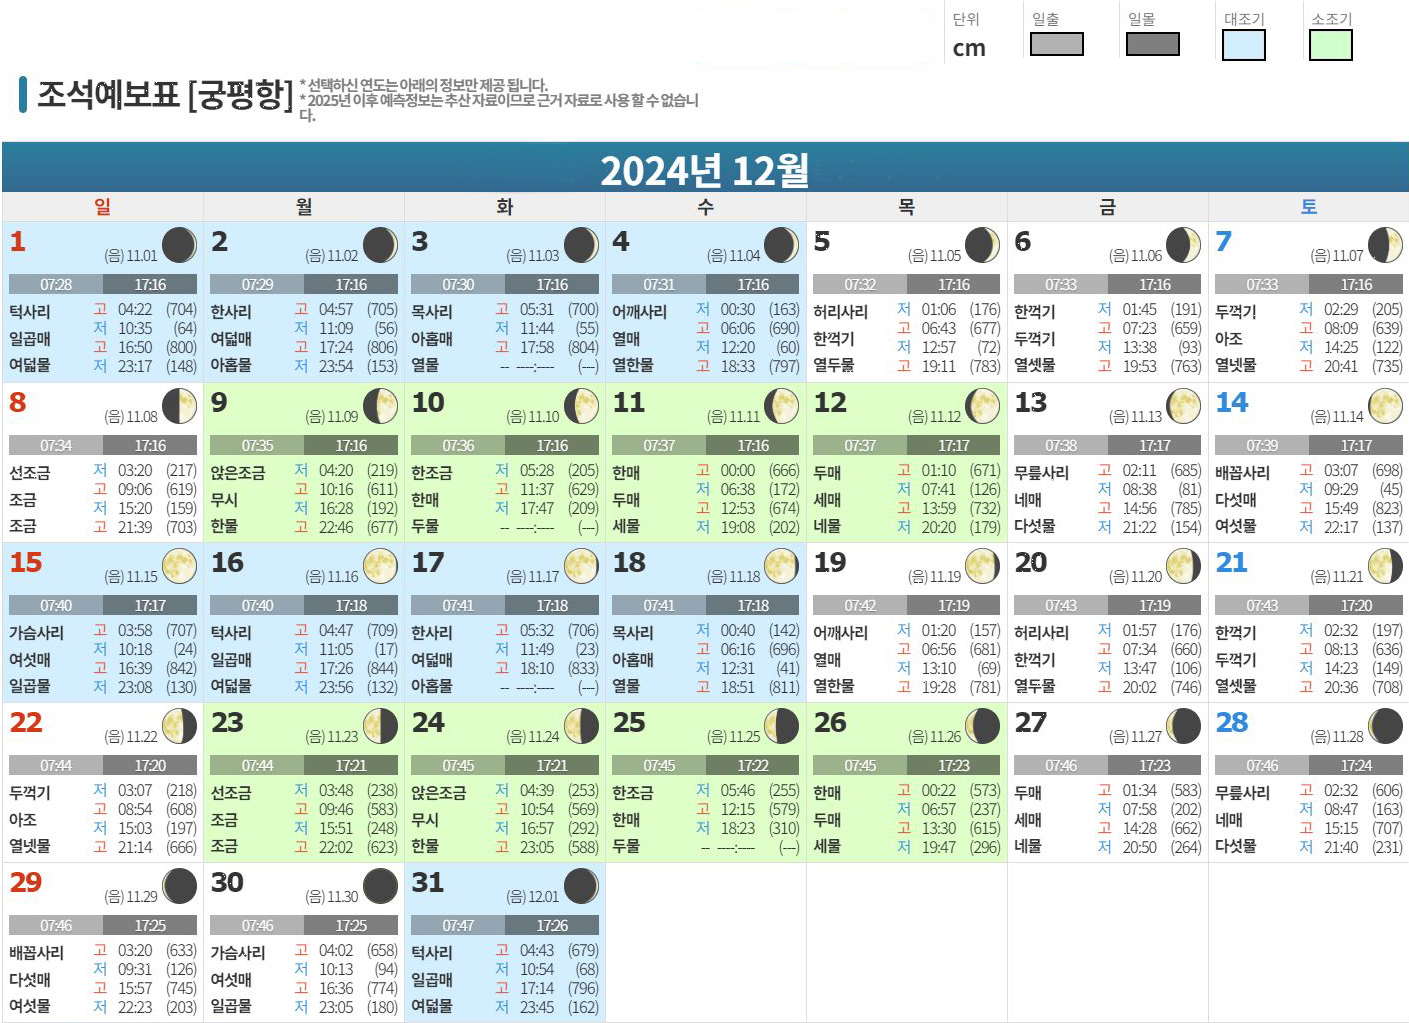 단위 일출 일몰 대조기 소조기
cm
조석예보표 [궁평항]
* 선택하신 연도는 아래의 정보만 제공 됩니다.
* 2025년 이후 예측정보는 추산 자료이므로 근거 자료로 사용 할 수 없습니
다.
2024년 12월
일 월 화 수 목 금 토
1 (음) 11.01
07:28 17:16
턱사리 일곱매 여덟물
고 04:22 (704)
저 10:35 (64)
고 16:50 (800)
저 23:17 (148)
2 (음) 11.02
07:29 17:16
한사리 여덟매 아홉물
고 04:57 (705)
저 11:09 (56)
고 17:24 (806)
저 23:54 (153)
3 (음) 11.03
07:30 17:16
목사리 아홉매 열물
고 05:31 (700)
저 11:44 (55)
고 17:58 (804)
-- ----:---- (---)
4 (음) 11.04
07:31 17:16
어깨사리 열매 열한물
저 00:30 (163)
고 06:06 (690)
저 12:20 (60)
고 18:33 (797)
5 (음) 11.05
07:32 17:16
허리사리 한꺽기 열두물
저 01:06 (176)
고 06:43 (677)
저 12:57 (72)
고 19:11 (783)
6 (음) 11.06
07:33 17:16
한꺽기 두꺽기 열셋물
저 01:45 (191)
고 07:23 (659)
저 13:38 (93)
고 19:53 (763)
7 (음) 11.07
07:33 17:16
두꺽기 아조 열넷물
저 02:29 (205)
고 08:09 (639)
저 14:25 (122)
고 20:41 (735)
8 (음) 11.08
07:34 17:16
선조금 조금 조금
저 03:20 (217)
고 09:06 (619)
저 15:20 (159)
고 21:39 (703)
9 (음) 11.09
07:35 17:16
앉은조금 무시 한물
저 04:20 (219)
고 10:16 (611)
저 16:28 (192)
고 22:46 (677)
10 (음) 11.10
07:36 17:16
한조금 한매 두물
저 05:28 (205)
고 11:37 (629)
저 17:47 (209)
-- ----:---- (---)
11 (음) 11.11
07:37 17:16
한매 두매 세물
고 00:00 (666)
저 06:38 (172)
고 12:53 (674)
저 19:08 (202)
12 (음) 11.12
07:37 17:17
두매 세매 네물
고 01:10 (671)
저 07:41 (126)
고 13:59 (732)
저 20:20 (179)
13 (음) 11.13
07:38 17:17
무릎사리 네매 다섯물
고 02:11 (685)
저 08:38 (81)
고 14:56 (785)
저 21:22 (154)
14 (음) 11.14
07:39 17:17
배꼽사리 다섯매 여섯물
고 03:07 (698)
저 09:29 (45)
고 15:49 (823)
저 22:17 (137)
15 (음) 11.15
07:40 17:17
가슴사리 여섯매 일곱물
고 03:58 (707)
저 10:18 (24)
고 16:39 (842)
저 23:08 (130)
16 (음) 11.16
07:40 17:18
턱사리 일곱매 여덟물
고 04:47 (709)
저 11:05 (17)
고 17:26 (844)
저 23:56 (132)
17 (음) 11.17
07:41 17:18
한사리 여덟매 아홉물
고 05:32 (706)
저 11:49 (23)
고 18:10 (833)
-- ----:---- (---)
18 (음) 11.18
07:41 17:18
목사리 아홉매 열물
저 00:40 (142)
고 06:16 (696)
저 12:31 (41)
고 18:51 (811)
19 (음) 11.19
07:42 17:19
어깨사리 열매 열한물
저 01:20 (157)
고 06:56 (681)
저 13:10 (69)
고 19:28 (781)
20 (음) 11.20
07:43 17:19
허리사리 한꺽기 열두물
저 01:57 (176)
고 07:34 (660)
저 13:47 (106)
고 20:02 (746)
21 (음) 11.21
07:43 17:20
한꺽기 두꺽기 열셋물
저 02:32 (197)
고 08:13 (636)
저 14:23 (149)
고 20:36 (708)
22 (음) 11.22
07:44 17:20
두꺽기 아조 열넷물
저 03:07 (218)
고 08:54 (608)
저 15:03 (197)
고 21:14 (666)
23 (음) 11.23
07:44 17:21
선조금 조금 조금
저 03:48 (238)
고 09:46 (583)
저 15:51 (248)
고 22:02 (623)
24 (음) 11.24
07:45 17:21
앉은조금 무시 한물
저 04:39 (253)
고 10:54 (569)
저 16:57 (292)
고 23:05 (588)
25 (음) 11.25
07:45 17:22
한조금 한매 두물
저 05:46 (255)
고 12:15 (579)
저 18:23 (310)
-- ----:---- (---)
26 (음) 11.26
07:45 17:23
한매 두매 세물
고 00:22 (573)
저 06:57 (237)
고 13:30 (615)
저 19:47 (296)
27 (음) 11.27
07:46 17:23
두매 세매 네물
고 01:34 (583)
저 07:58 (202)
고 14:28 (662)
저 20:50 (264)
28 (음) 11.28
07:46 17:24
무릎사리 네매 다섯물
고 02:32 (606)
저 08:47 (163)
고 15:15 (707)
저 21:40 (231)
29 (음) 11.29
07:46 17:25
배꼽사리 다섯매 여섯물
고 03:20 (633)
저 09:31 (126)
고 15:57 (745)
저 22:23 (203)
30 (음) 11.30
07:46 17:25
가슴사리 여섯매 일곱물
고 04:02 (658)
저 10:13 (94)
고 16:36 (774)
저 23:05 (180)
31 (음) 12.01
07:47 17:26
턱사리 일곱매 여덟물
고 04:43 (679)
저 10:54 (68)
고 17:14 (796)
저 23:45 (162)